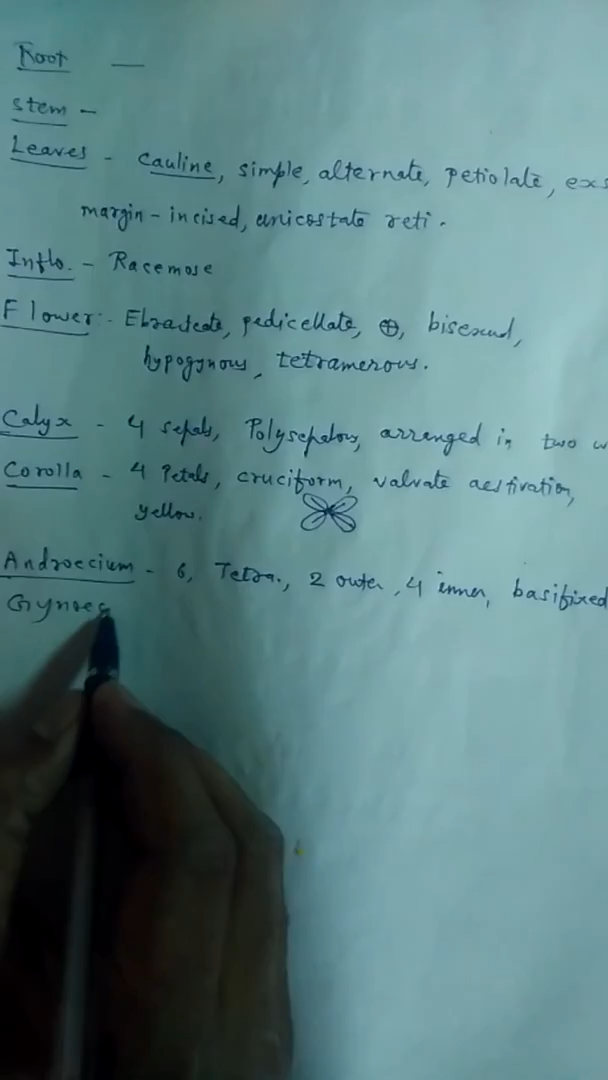 Root —
Stem -
Leaves - Cauline, simple, alternate, petiolate, exs
margin - incised, unicostate reti.
Inflo. - Racemose
Flower:- Ebracteate, pedicellate, ⊕, bisexual,
hypogynous, tetramerous.
Calyx - 4 sepals, Polysepalous, arranged in two w
Corolla - 4 Petals, cruciform, valvate aestivation,
yellow.
Androecium - 6, Tetra., 2 outer, 4 inner, basifixed
Gynoec